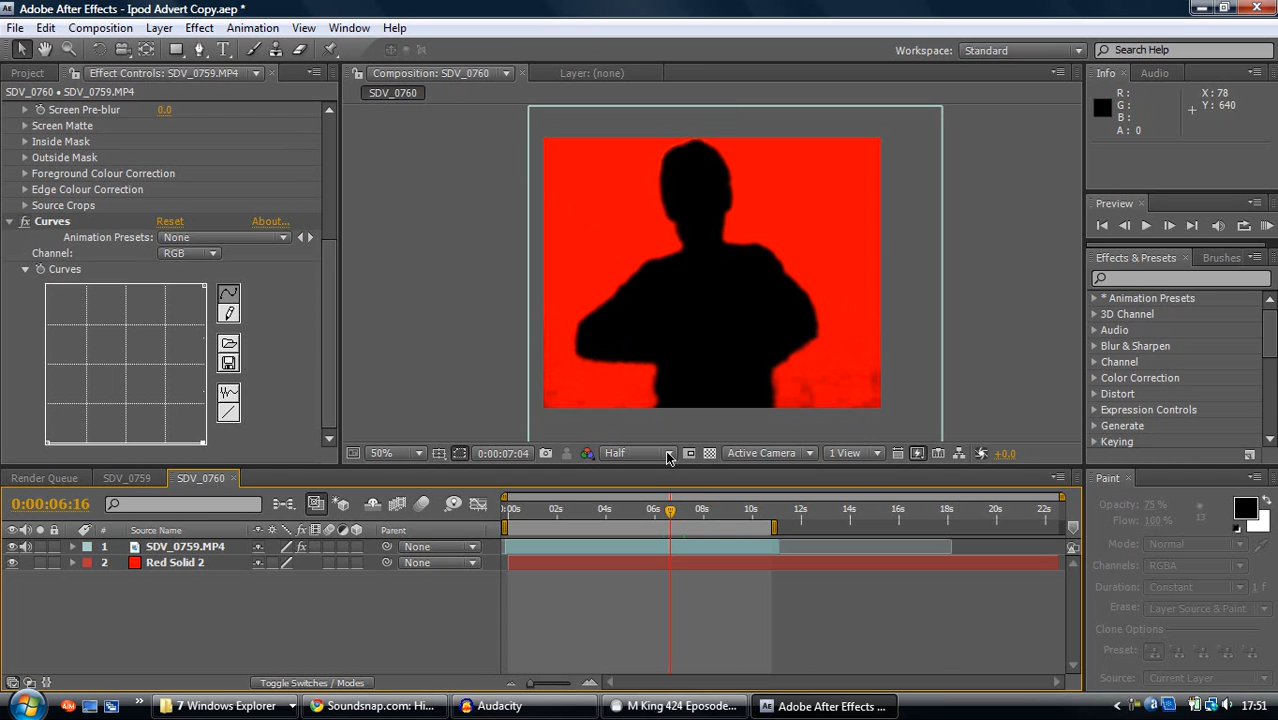 Adobe After Effects - Ipod Advert Copy.aep *
File Edit Composition Layer Effect Animation View Window Help
Workspace: Standard Search Help
Project Effect Controls: SDV_0759.MP4 Composition: SDV_0760 Layer: (none) Info Audio
SDV_0760 • SDV_0759.MP4
SDV_0760
Screen Pre-blur 0.0
Screen Matte
Inside Mask
Outside Mask
Foreground Colour Correction
Edge Colour Correction
Source Crops
Curves Reset About...
Animation Presets: None
Channel: RGB
Curves
R :
G :
B :
A : 0
X : 78
Y : 640
Preview
Effects & Presets Brushes
* Animation Presets
3D Channel
Audio
Blur & Sharpen
Channel
Color Correction
Distort
Expression Controls
Generate
Keying
50% 0:00:07:04 Half Active Camera 1 View +0.0
Render Queue SDV_0759 SDV_0760
0:00:06:16
# Source Name Parent
1 SDV_0759.MP4 None
2 Red Solid 2 None
:00s 02s 04s 06s 08s 10s 12s 14s 16s 18s 20s 22s
Toggle Switches / Modes
Paint
Opacity: 75 %
Flow: 100 %
13
Mode: Normal
Channels: RGBA
Duration: Constant 1 f
Erase: Layer Source & Paint
Clone Options
Preset:
Source: Current Layer
7 Windows Explorer Soundsnap.com: Hi... Audacity M King 424 Episode... Adobe After Effects ... 17:51